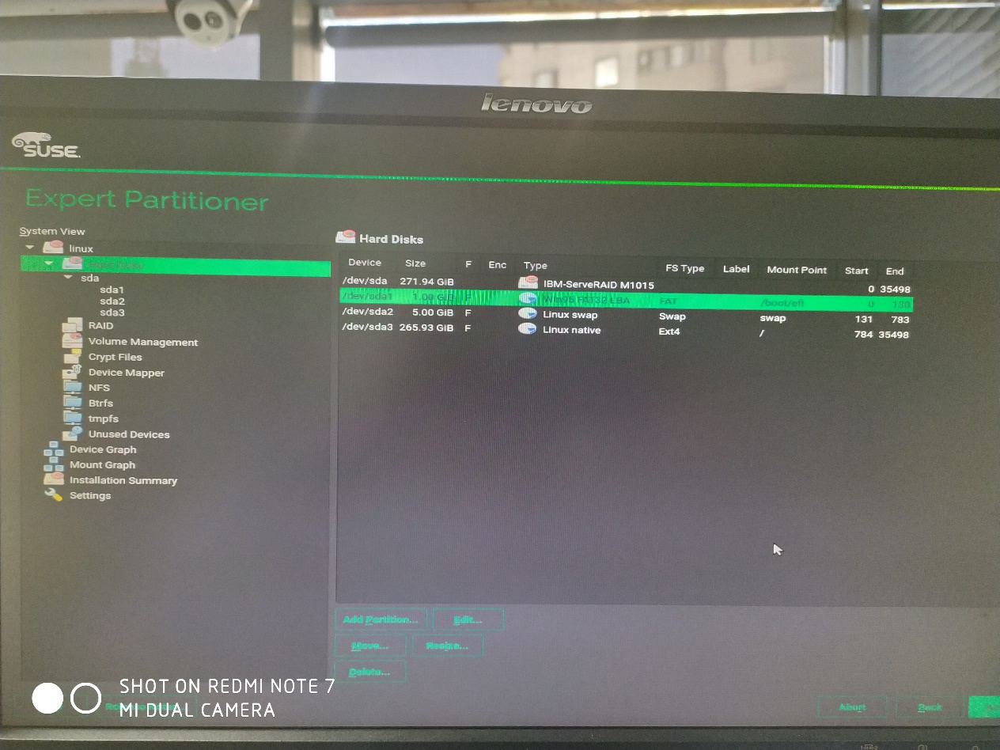 lenovo
SUSE.
Expert Partitioner
System View
linux
sda
sda1
sda2
sda3
RAID
Volume Management
Crypt Files
Device Mapper
NFS
Btrfs
tmpfs
Unused Devices
Device Graph
Mount Graph
Installation Summary
Settings
Hard Disks
Device Size F Enc Type FS Type Label Mount Point Start End
/dev/sda 271.94 GiB IBM-ServeRAID M1015 0 35498
/dev/sda1 1.00 GiB F Win95 FAT32 LBA FAT /boot/efi 0 130
/dev/sda2 5.00 GiB F Linux swap Swap swap 131 783
/dev/sda3 265.93 GiB F Linux native Ext4 / 784 35498
Add Partition... Edit...
Move... Resize...
Delete...
Abort Back
SHOT ON REDMI NOTE 7
MI DUAL CAMERA